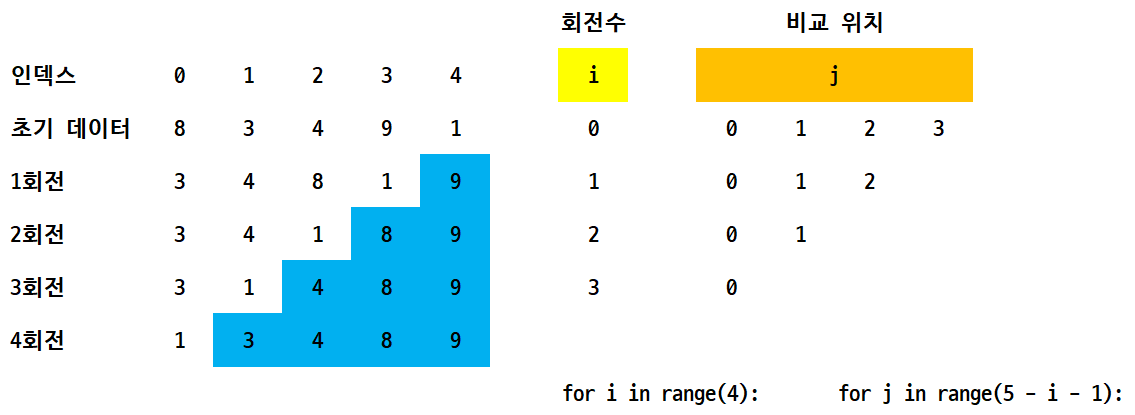 회전수 비교 위치
인덱스 0 1 2 3 4 i j
초기 데이터 8 3 4 9 1 0 0 1 2 3
1회전 3 4 8 1 9 1 0 1 2
2회전 3 4 1 8 9 2 0 1
3회전 3 1 4 8 9 3 0
4회전 1 3 4 8 9
for i in range(4): for j in range(5 - i - 1):